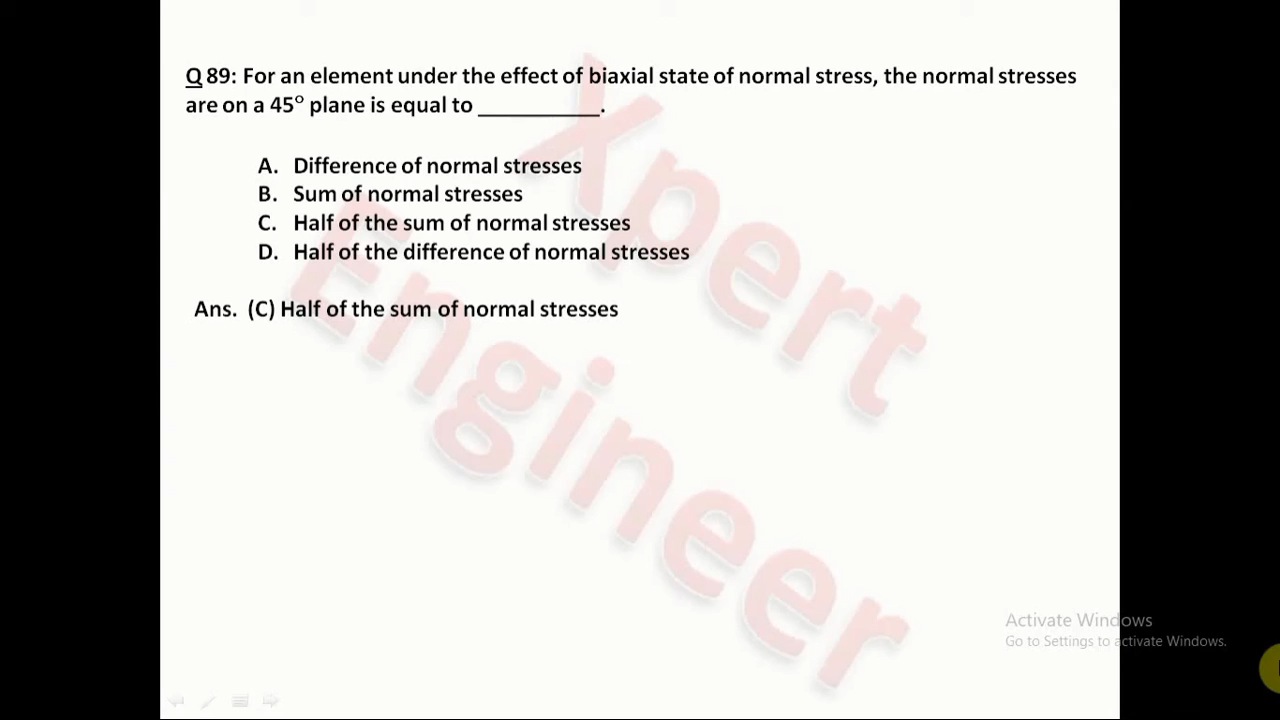 Q 89: For an element under the effect of biaxial state of normal stress, the normal stresses
are on a 45° plane is equal to __________.
A. Difference of normal stresses
B. Sum of normal stresses
C. Half of the sum of normal stresses
D. Half of the difference of normal stresses
Ans. (C) Half of the sum of normal stresses
Xpert
Engineer
Activate Windows
Go to Settings to activate Windows.